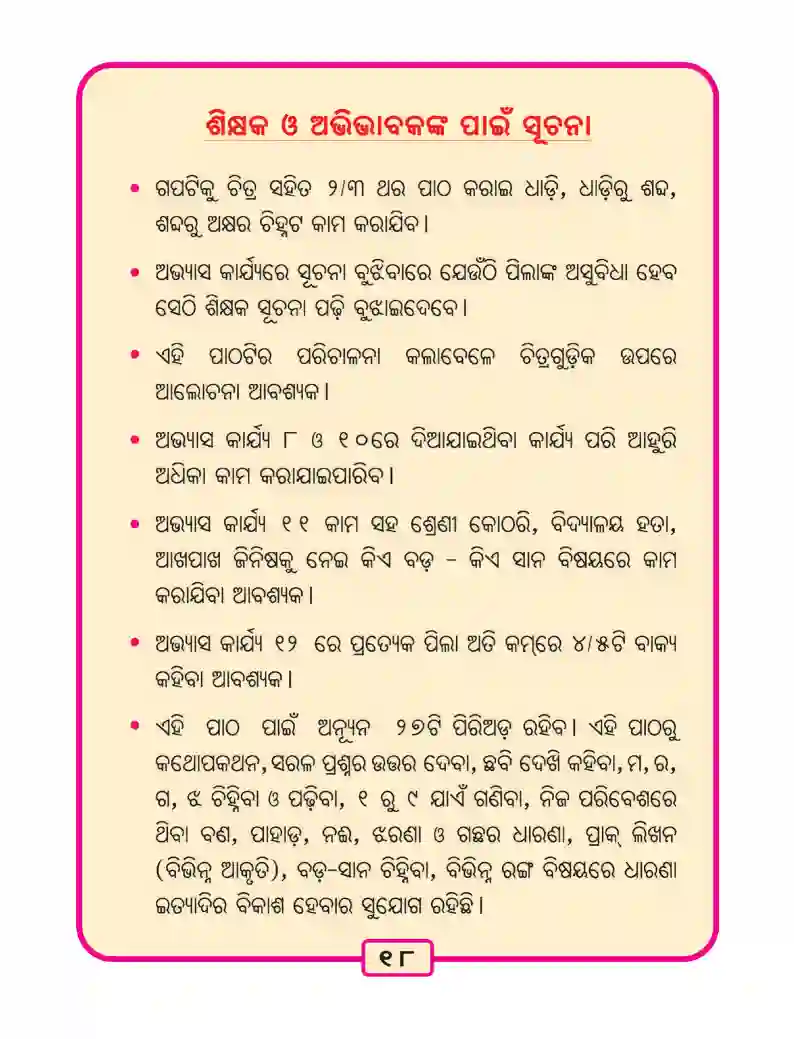 ଶିକ୍ଷକ ଓ ଅଭିଭାବକଙ୍କ ପାଇଁ ସୂଚନା
• ଗପଟିକୁ ଚିତ୍ର ସହିତ ୨/୩ ଥର ପାଠ କରାଇ ଧାଡ଼ି, ଧାଡ଼ିରୁ ଶବ୍ଦ,
ଶବ୍ଦରୁ ଅକ୍ଷର ଚିହ୍ନଟ କାମ କରାଯିବ।
• ଅଭ୍ୟାସ କାର୍ଯ୍ୟରେ ସୂଚନା ବୁଝିବାରେ ଯେଉଁଠି ପିଲାଙ୍କ ଅସୁବିଧା ହେବ
ସେଠି ଶିକ୍ଷକ ସୂଚନା ପଢ଼ି ବୁଝାଇଦେବେ।
• ଏହି ପାଠଟିର ପରିଚାଳନା କଲାବେଳେ ଚିତ୍ରଗୁଡ଼ିକ ଉପରେ
ଆଲୋଚନା ଆବଶ୍ୟକ।
• ଅଭ୍ୟାସ କାର୍ଯ୍ୟ ୮ ଓ ୧୦ରେ ଦିଆଯାଇଥିବା କାର୍ଯ୍ୟ ପରି ଆହୁରି
ଅଧିକା କାମ କରାଯାଇପାରିବ।
• ଅଭ୍ୟାସ କାର୍ଯ୍ୟ ୧୧ କାମ ସହ ଶ୍ରେଣୀ କୋଠରି, ବିଦ୍ୟାଳୟ ହତା,
ଆଖପାଖ ଜିନିଷକୁ ନେଇ କିଏ ବଡ଼ – କିଏ ସାନ ବିଷୟରେ କାମ
କରାଯିବା ଆବଶ୍ୟକ।
• ଅଭ୍ୟାସ କାର୍ଯ୍ୟ ୧୨ ରେ ପ୍ରତ୍ୟେକ ପିଲା ଅତି କମ୍‌ରେ ୪/୫ଟି ବାକ୍ୟ
କହିବା ଆବଶ୍ୟକ।
• ଏହି ପାଠ ପାଇଁ ଅନ୍ୟୂନ ୨୭ଟି ପିରିଅଡ଼ ରହିବ। ଏହି ପାଠରୁ
କଥୋପକଥନ, ସରଳ ପ୍ରଶ୍ନର ଉତ୍ତର ଦେବା, ଛବି ଦେଖି କହିବା, ମ, ର,
ଗ, ଝ ଚିହ୍ନିବା ଓ ପଢ଼ିବା, ୧ ରୁ ୯ ଯାଏଁ ଗଣିବା, ନିଜ ପରିବେଶରେ
ଥିବା ବଣ, ପାହାଡ଼, ନଈ, ଝରଣା ଓ ଗଛର ଧାରଣା, ପ୍ରାକ୍ ଲିଖନ
(ବିଭିନ୍ନ ଆକୃତି), ବଡ଼-ସାନ ଚିହ୍ନିବା, ବିଭିନ୍ନ ରଙ୍ଗ ବିଷୟରେ ଧାରଣା
ଇତ୍ୟାଦିର ବିକାଶ ହେବାର ସୁଯୋଗ ରହିଛି।
୧୮